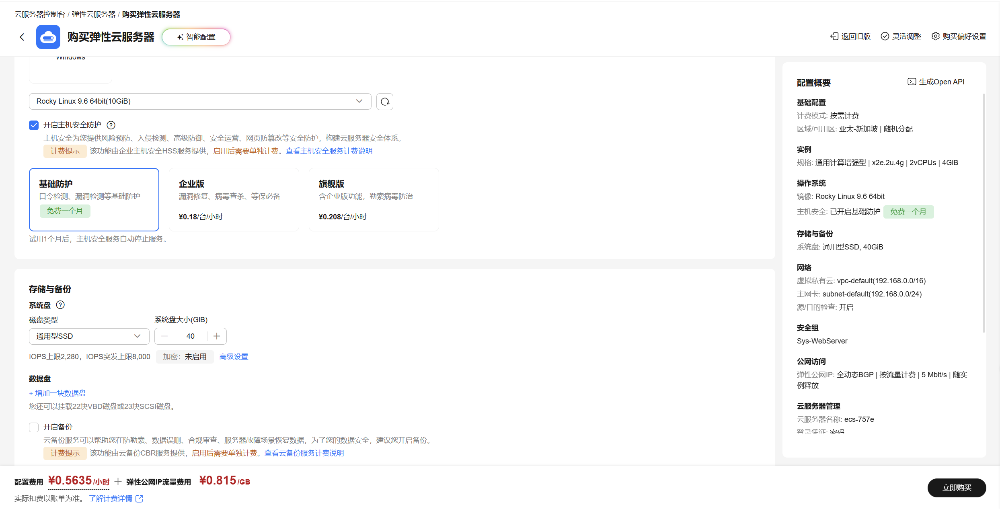 云服务器控制台 / 弹性云服务器 / 购买弹性云服务器
购买弹性云服务器
智能配置
返回旧版
灵活调整
购买偏好设置
Windows
Rocky Linux 9.6 64bit(10GiB)
开启主机安全防护
主机安全为您提供风险预防、入侵检测、高级防御、安全运营、网页防篡改等安全防护，构建云服务器安全体系。
计费提示 该功能由企业主机安全HSS服务提供，启用后需要单独计费。查看主机安全服务计费说明
基础防护
口令检测、漏洞检测等基础防护
免费一个月
企业版
漏洞修复、病毒查杀、等保必备
¥0.18/台/小时
旗舰版
含企业版功能，勒索病毒防治
¥0.208/台/小时
试用1个月后，主机安全服务自动停止服务。
存储与备份
系统盘
磁盘类型
系统盘大小(GiB)
通用型SSD
40
IOPS上限2,280，IOPS突发上限8,000 加密：未启用 高级设置
数据盘
+ 增加一块数据盘
您还可以挂载22块VBD磁盘或23块SCSI磁盘。
开启备份
云备份服务可以帮助您在防勒索、数据误删、合规审查、服务器故障场景恢复数据，为了您的数据安全，建议您开启备份。
计费提示 该功能由云备份CBR服务提供，启用后需要单独计费。查看云备份服务计费说明
配置概要
生成Open API
基础配置
计费模式: 按需计费
区域/可用区: 亚太-新加坡 | 随机分配
实例
规格: 通用计算增强型 | x2e.2u.4g | 2vCPUs | 4GiB
操作系统
镜像: Rocky Linux 9.6 64bit
主机安全: 已开启基础防护 免费一个月
存储与备份
系统盘: 通用型SSD, 40GiB
网络
虚拟私有云: vpc-default(192.168.0.0/16)
主网卡: subnet-default(192.168.0.0/24)
源/目的检查: 开启
安全组
Sys-WebServer
公网访问
弹性公网IP: 全动态BGP | 按流量计费 | 5 Mbit/s | 随实
例释放
云服务器管理
云服务器名称: ecs-757e
登录凭证: 密码
配置费用 ¥0.5635/小时 + 弹性公网IP流量费用 ¥0.815/GB
实际扣费以账单为准。 了解计费详情
立即购买